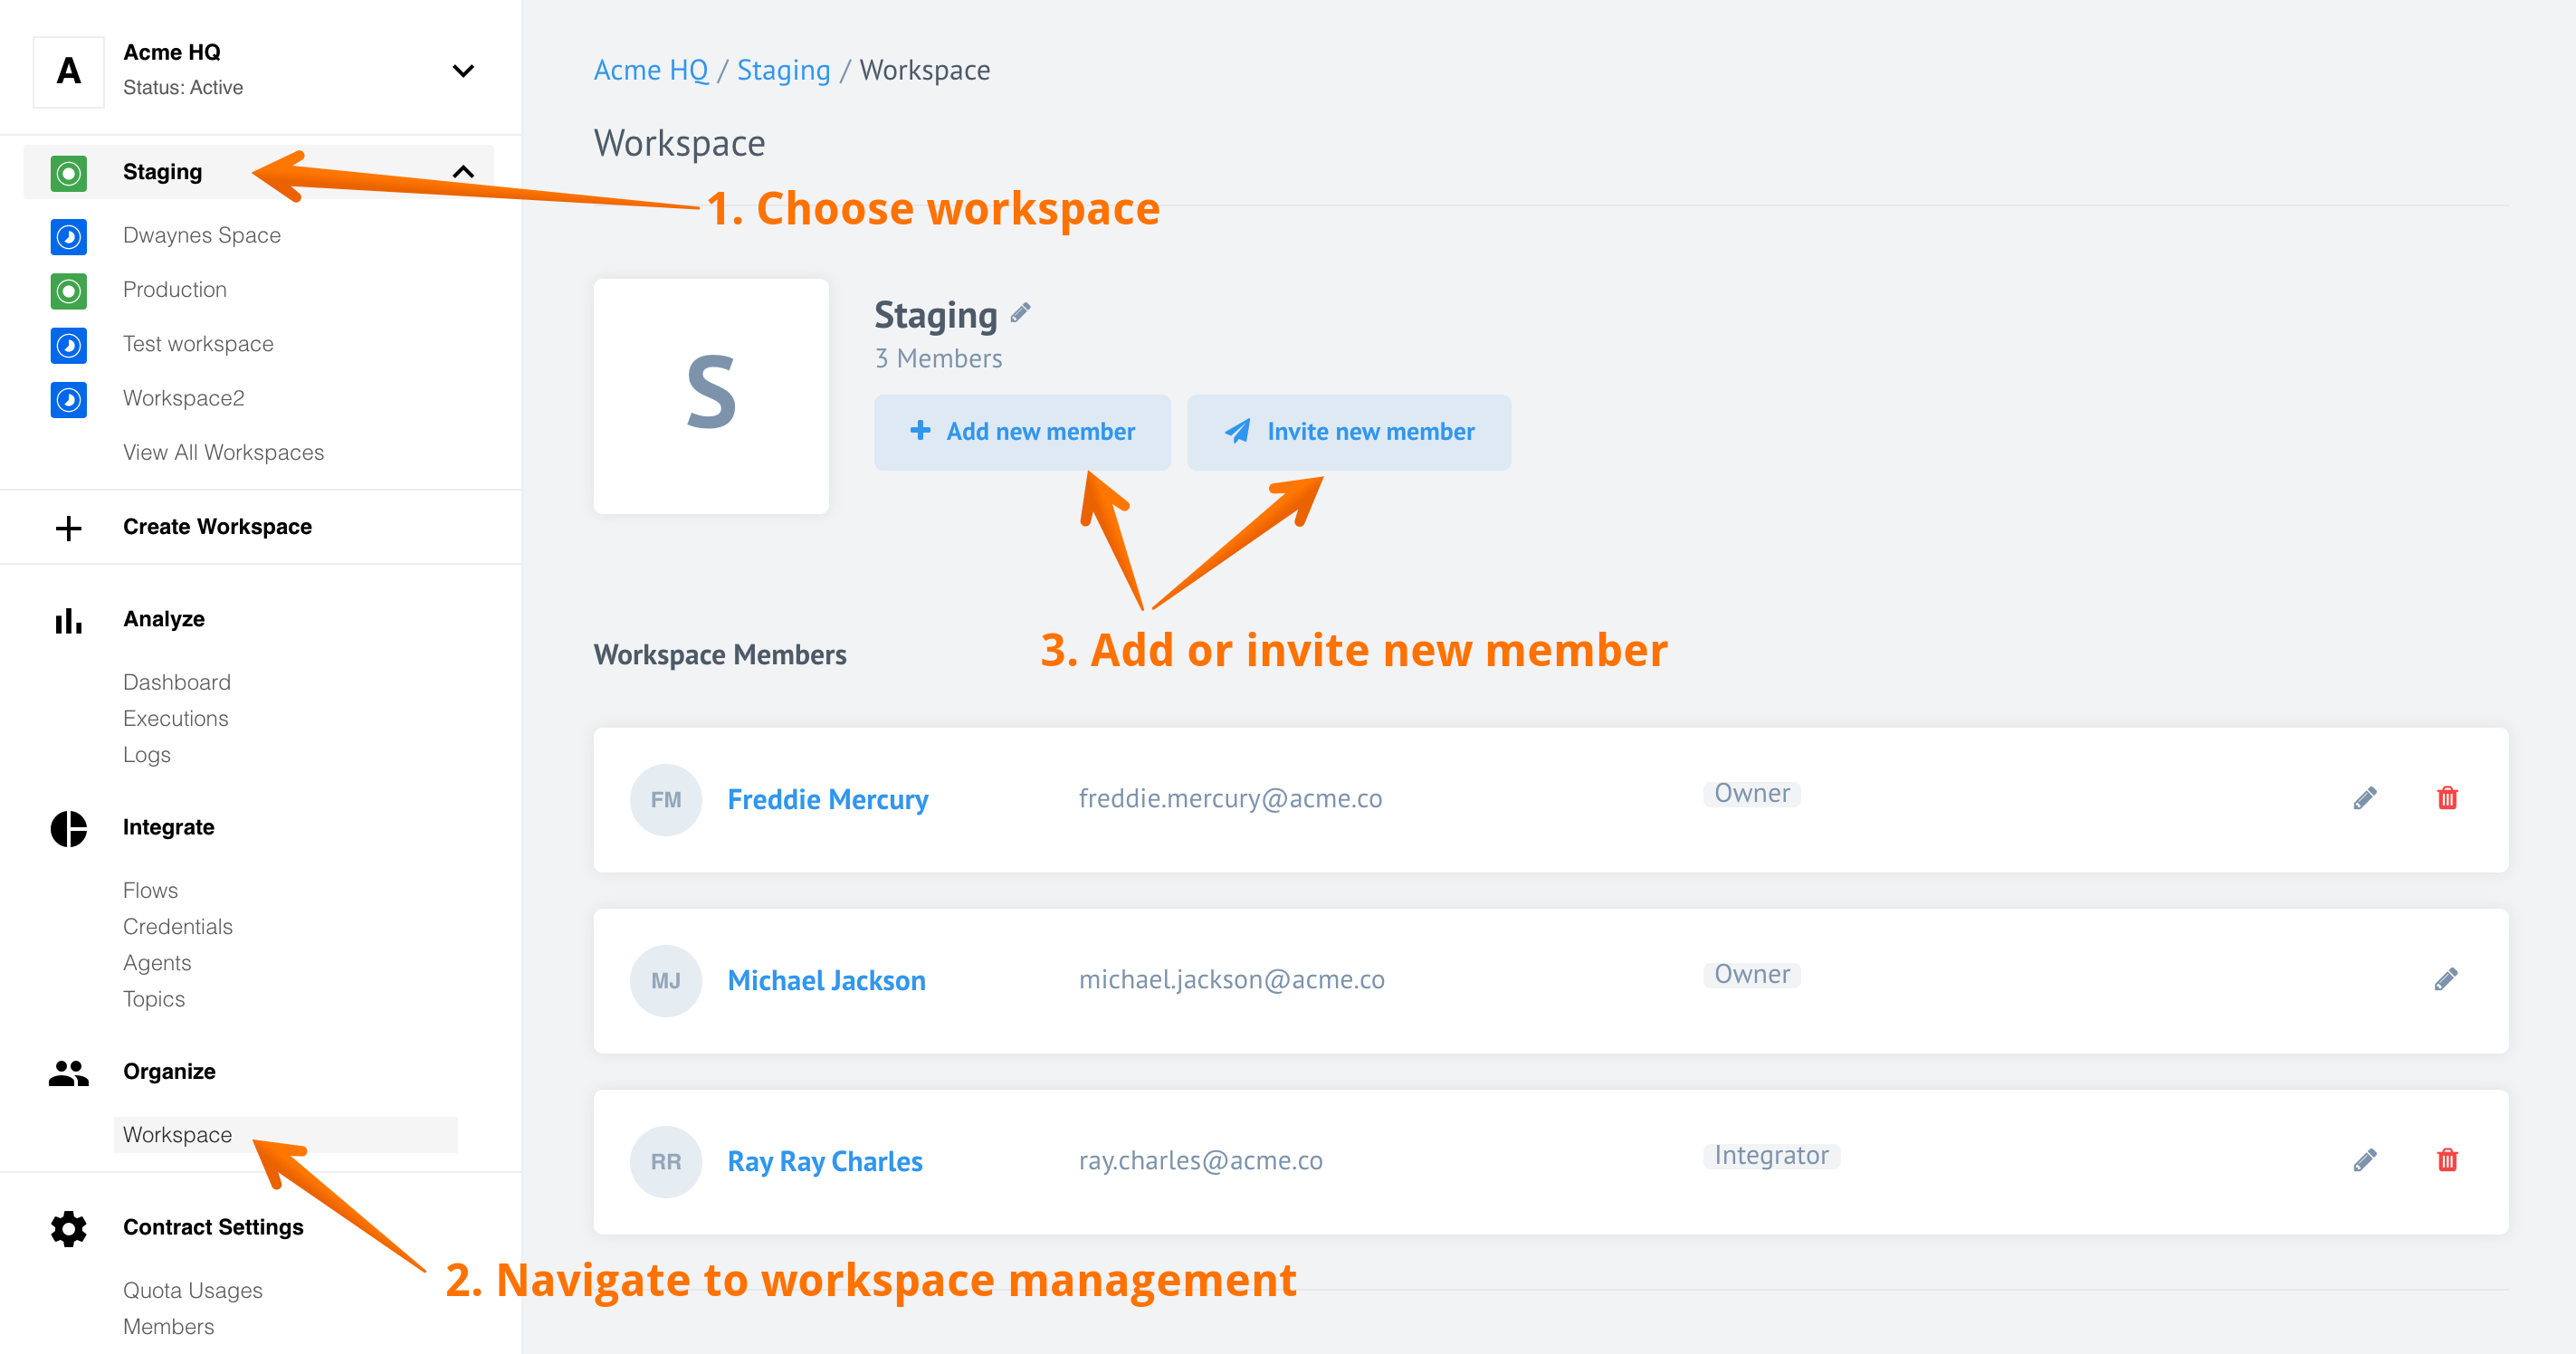 A
Acme HQ
Status: Active
Staging
Dwaynes Space
Production
Test workspace
Workspace2
View All Workspaces
Create Workspace
Analyze
Dashboard
Executions
Logs
Integrate
Flows
Credentials
Agents
Topics
Organize
Workspace
Contract Settings
Quota Usages
Members
Acme HQ / Staging / Workspace
Workspace
1. Choose workspace
S
Staging
3 Members
Add new member
Invite new member
3. Add or invite new member
Workspace Members
FM Freddie Mercury freddie.mercury@acme.co Owner
MJ Michael Jackson michael.jackson@acme.co Owner
RR Ray Ray Charles ray.charles@acme.co Integrator
2. Navigate to workspace management